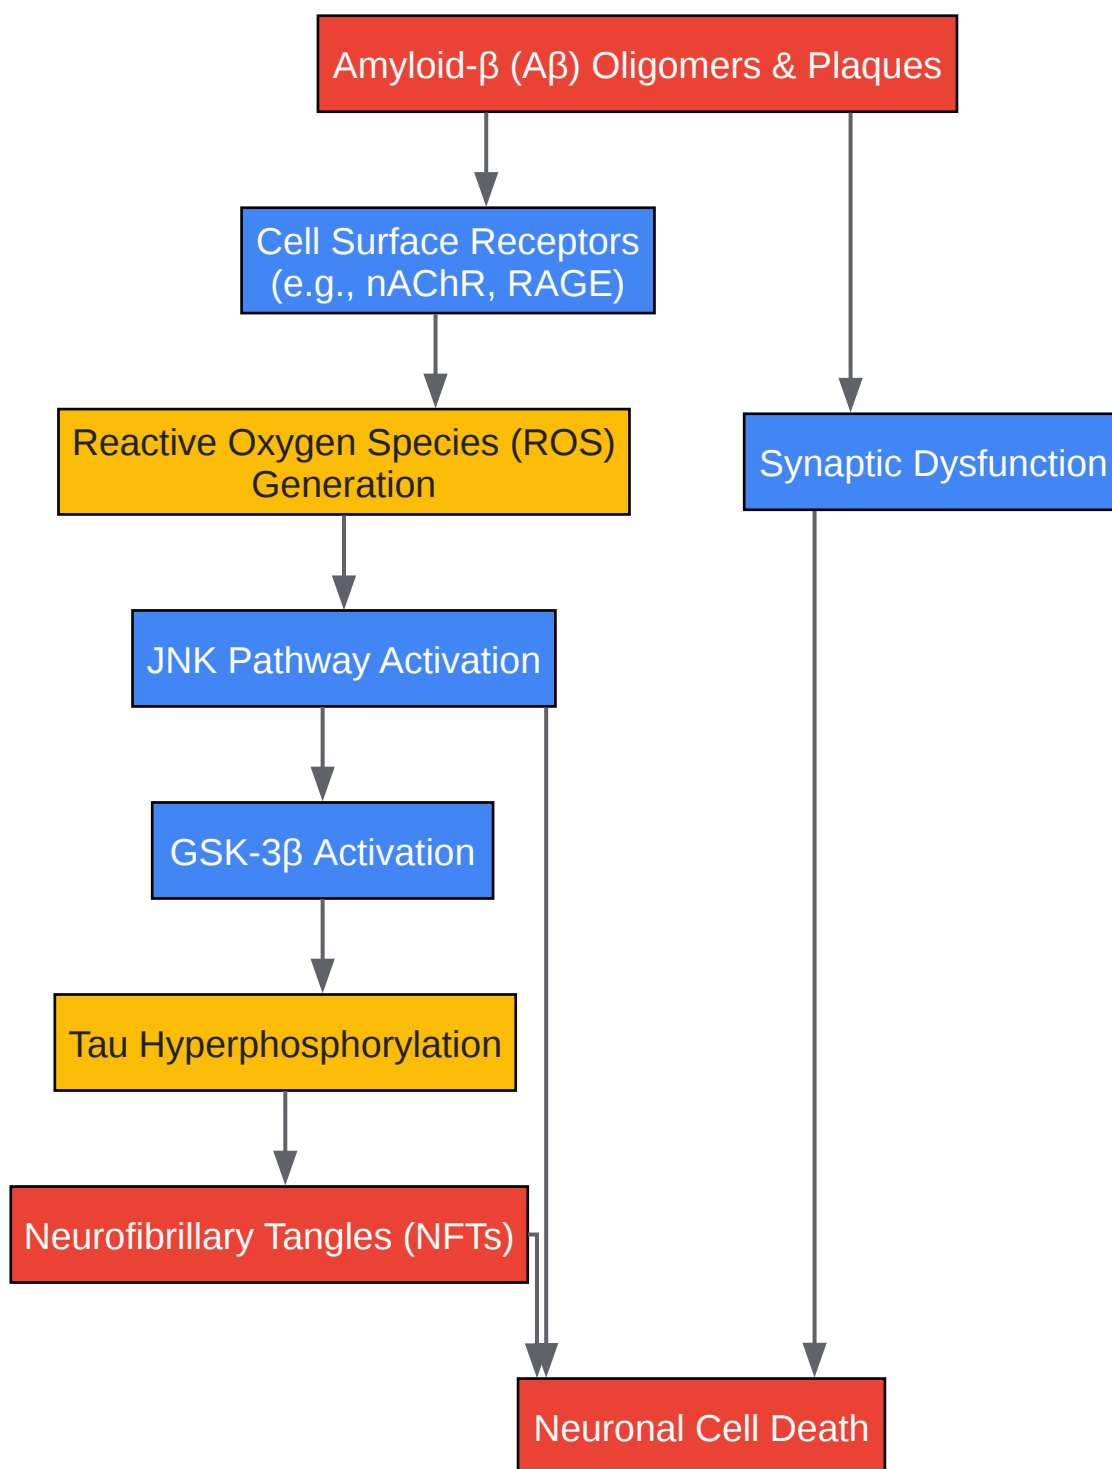 Amyloid-β (Aβ) Oligomers & Plaques
Cell Surface Receptors
(e.g., nAChR, RAGE)
Reactive Oxygen Species (ROS)
Generation
Synaptic Dysfunction
JNK Pathway Activation
GSK-3β Activation
Tau Hyperphosphorylation
Neurofibrillary Tangles (NFTs)
Neuronal Cell Death